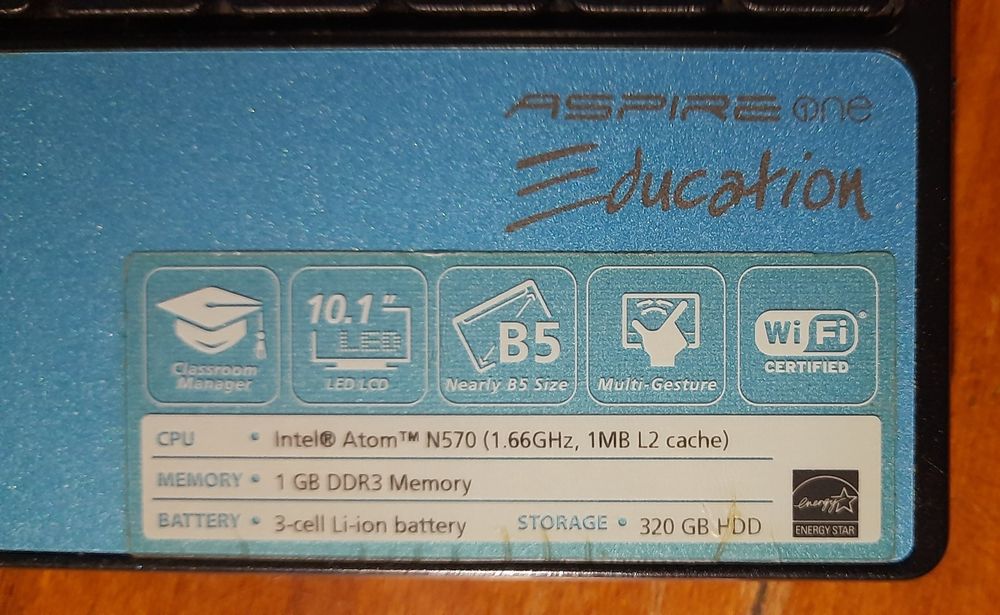 ASPIRE one
Education
Classroom
Manager
10.1"
LED
LED LCD
B5
Nearly B5 Size
Multi-Gesture
Wi Fi ®
CERTIFIED
CPU • Intel® Atom™ N570 (1.66GHz, 1MB L2 cache)
MEMORY • 1 GB DDR3 Memory
BATTERY • 3-cell Li-ion battery STORAGE • 320 GB HDD
energy
ENERGY STAR